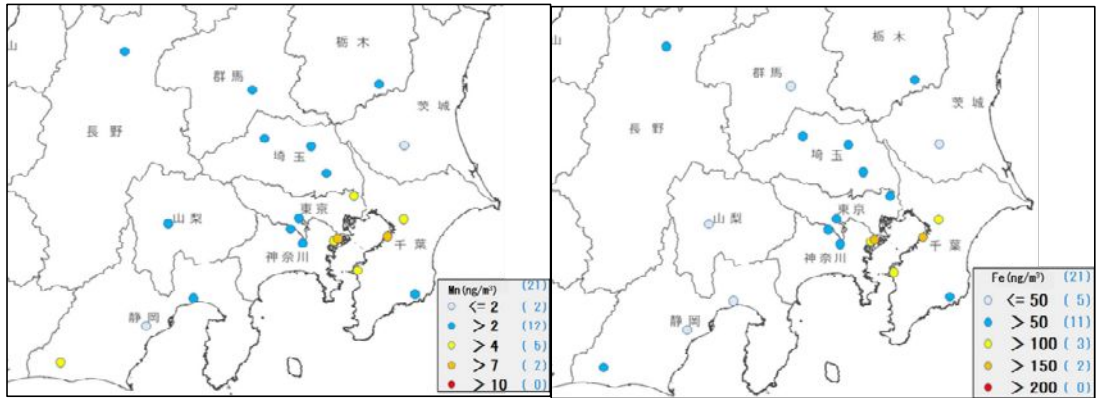 山
栃 木
群 馬
茨 城
長 野
埼 玉
山 梨
東 京
千 葉
神 奈 川
静 岡
Mn(ng/m³) (21)
<= 2 ( 2)
> 2 (12)
> 4 ( 5)
> 7 ( 2)
> 10 ( 0)
山
栃 木
群 馬
茨 城
長 野
埼 玉
山 梨
東 京
千 葉
神 奈 川
静 岡
Fe(ng/m³) (21)
<= 50 ( 5)
> 50 (11)
> 100 ( 3)
> 150 ( 2)
> 200 ( 0)